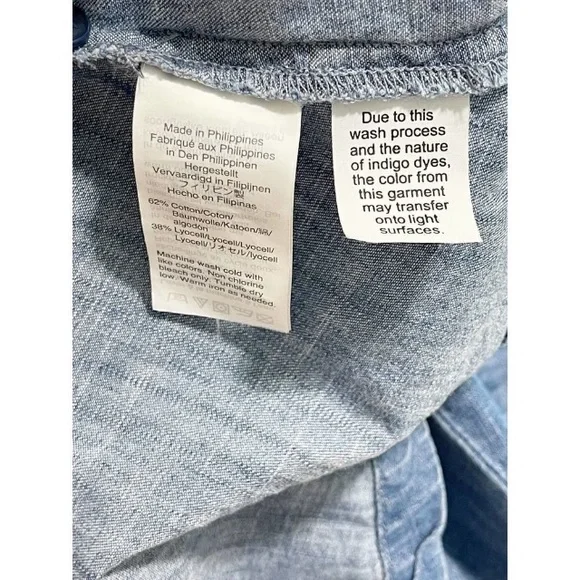 Made in Philippines
Fabriqué aux Philippines
in Den Philippinen
Hergestellt
Vervaardigd in Filipijnen
フィリピン製
Hecho en Filipinas
62% Cotton/Coton/
Baumwolle/Katoen/綿/
algodon
38% Lyocell/Lyocell/Lyocell/
Lyocell/リオセル/lyocell
Machine wash cold with
like colors. Non chlorine
bleach only. Tumble dry
low. Warm iron as needed.
Due to this
wash process
and the nature
of indigo dyes,
the color from
this garment
may transfer
onto light
surfaces.